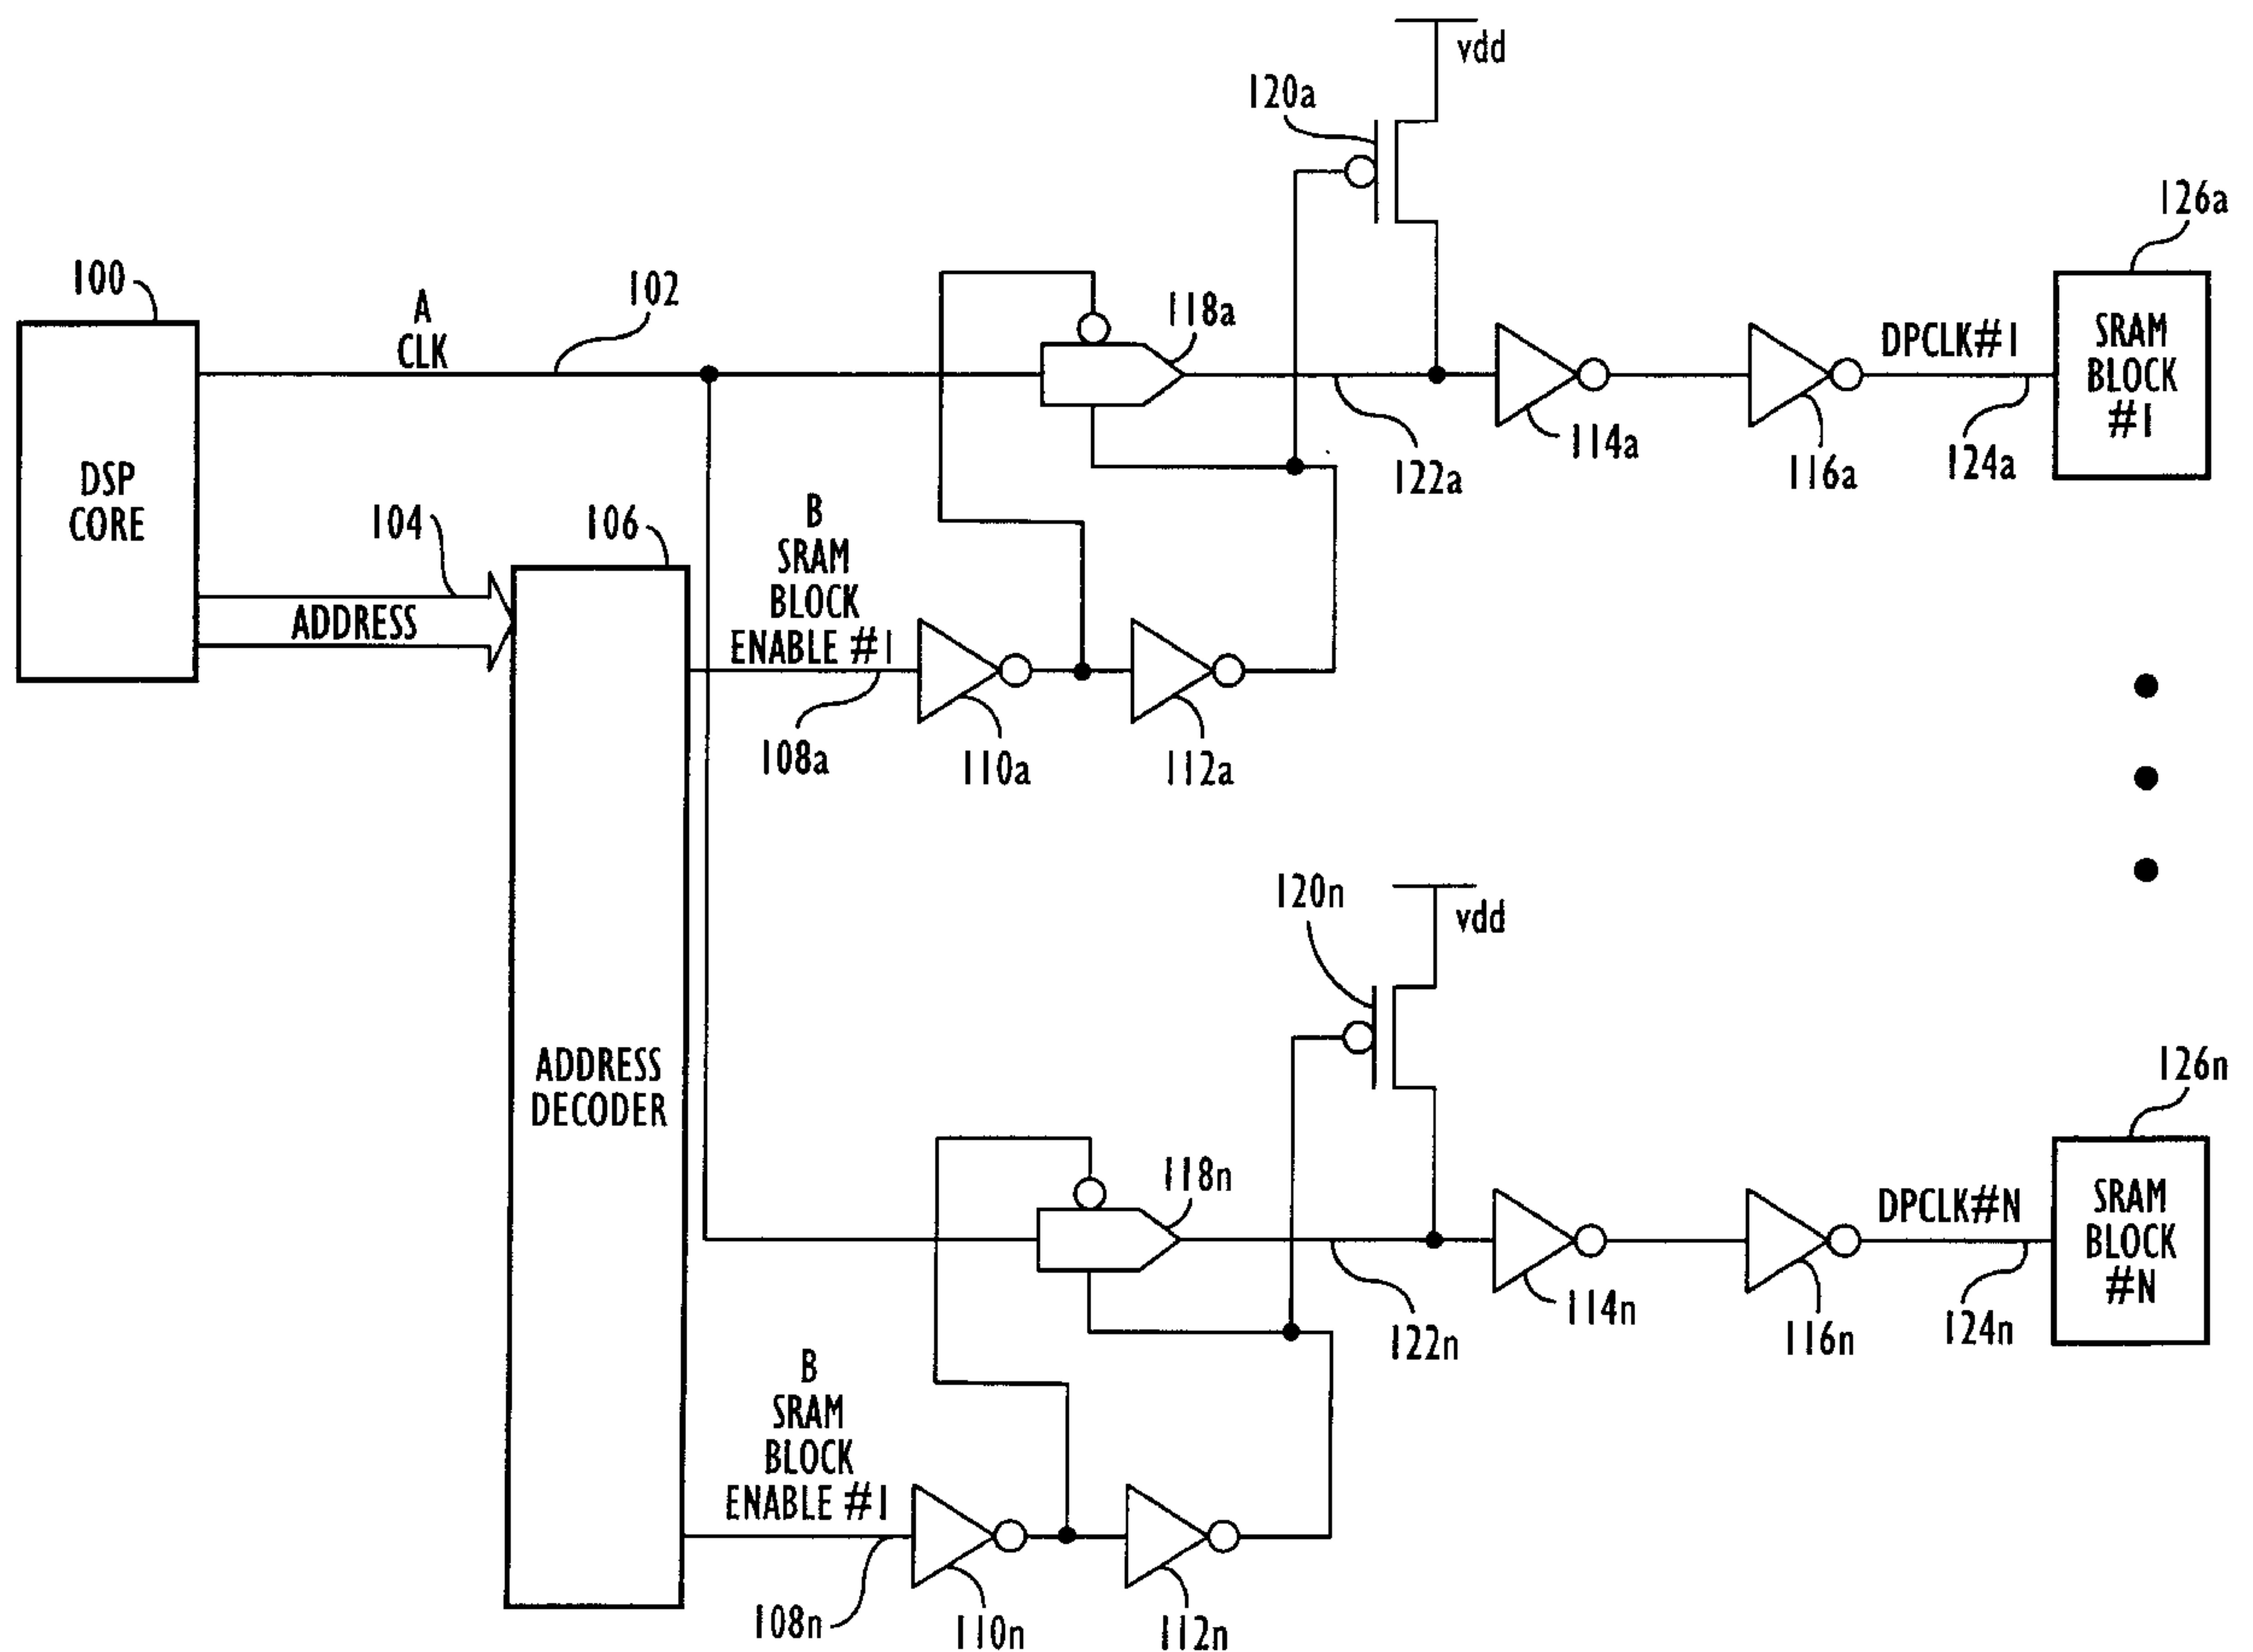 vdd
120a
126a
100
A
CLK
102
118a
DPCLK#1
SRAM
BLOCK
#1
114a
116a
124a
122a
DSP
CORE
104
106
B
SRAM
BLOCK
ENABLE #1
ADDRESS
108a
110a
112a
120n
vdd
126n
ADDRESS
DECODER
118n
DPCLK#N
SRAM
BLOCK
#N
114n
116n
124n
122n
B
SRAM
BLOCK
ENABLE #1
108n
110n
112n